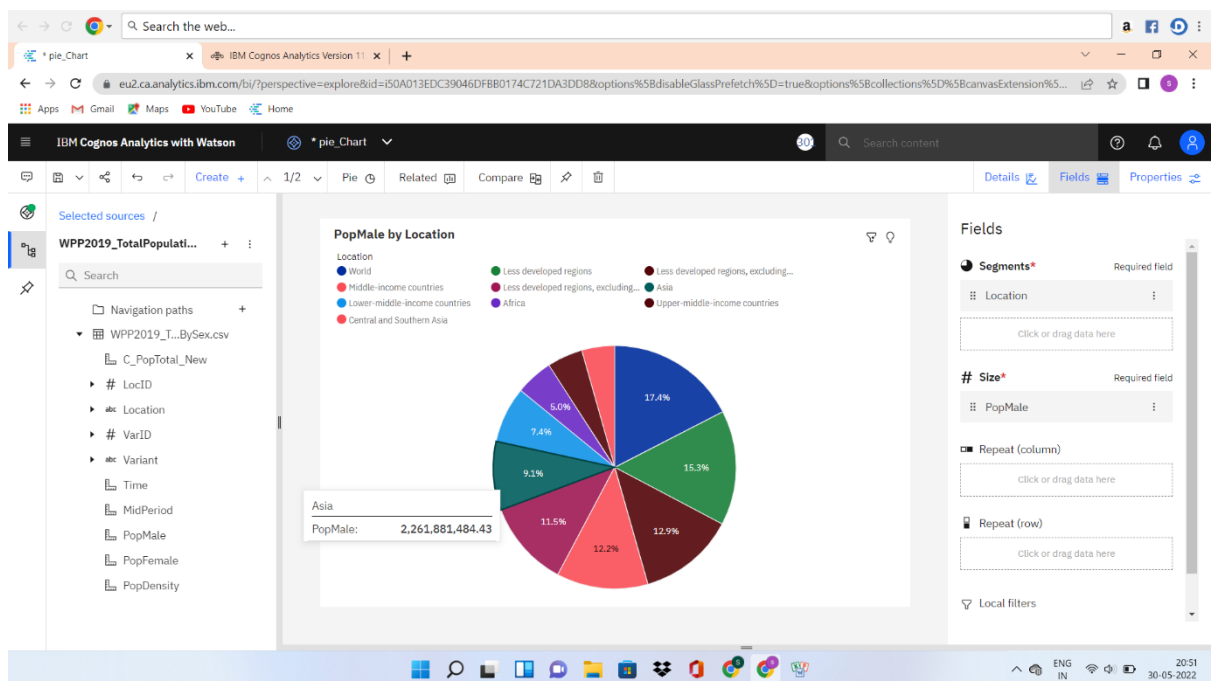 Search the web...
* pie_Chart
IBM Cognos Analytics Version 11
eu2.ca.analytics.ibm.com/bi/?perspective=explore&id=i50A013EDC39046DFBB0174C721DA3DD8&options%5BdisableGlassPrefetch%5D=true&options%5Bcollections%5D%5BcanvasExtension%5...
Apps Gmail Maps YouTube Home
IBM Cognos Analytics with Watson
* pie_Chart
Search content
Create +
1/2
Pie
Related
Compare
Details
Fields
Properties
Selected sources /
WPP2019_TotalPopulati...
Search
Navigation paths
WPP2019_T...BySex.csv
C_PopTotal_New
# LocID
abc Location
# VarID
abc Variant
Time
MidPeriod
PopMale
PopFemale
PopDensity
PopMale by Location
Location
World
Less developed regions
Less developed regions, excluding...
Middle-income countries
Less developed regions, excluding...
Asia
Lower-middle-income countries
Africa
Upper-middle-income countries
Central and Southern Asia
17.4%
15.3%
12.9%
12.2%
11.5%
9.1%
7.4%
5.0%
Asia
PopMale: 2,261,881,484.43
Fields
Segments*
Required field
Location
Click or drag data here
# Size*
Required field
PopMale
Repeat (column)
Click or drag data here
Repeat (row)
Click or drag data here
Local filters
ENG
IN
20:51
30-05-2022